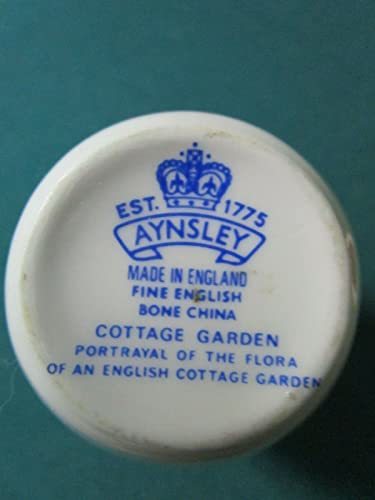 EST. 1775
AYNSLEY
MADE IN ENGLAND
FINE ENGLISH
BONE CHINA
COTTAGE GARDEN
PORTRAYAL OF THE FLORA
OF AN ENGLISH COTTAGE GARDEN